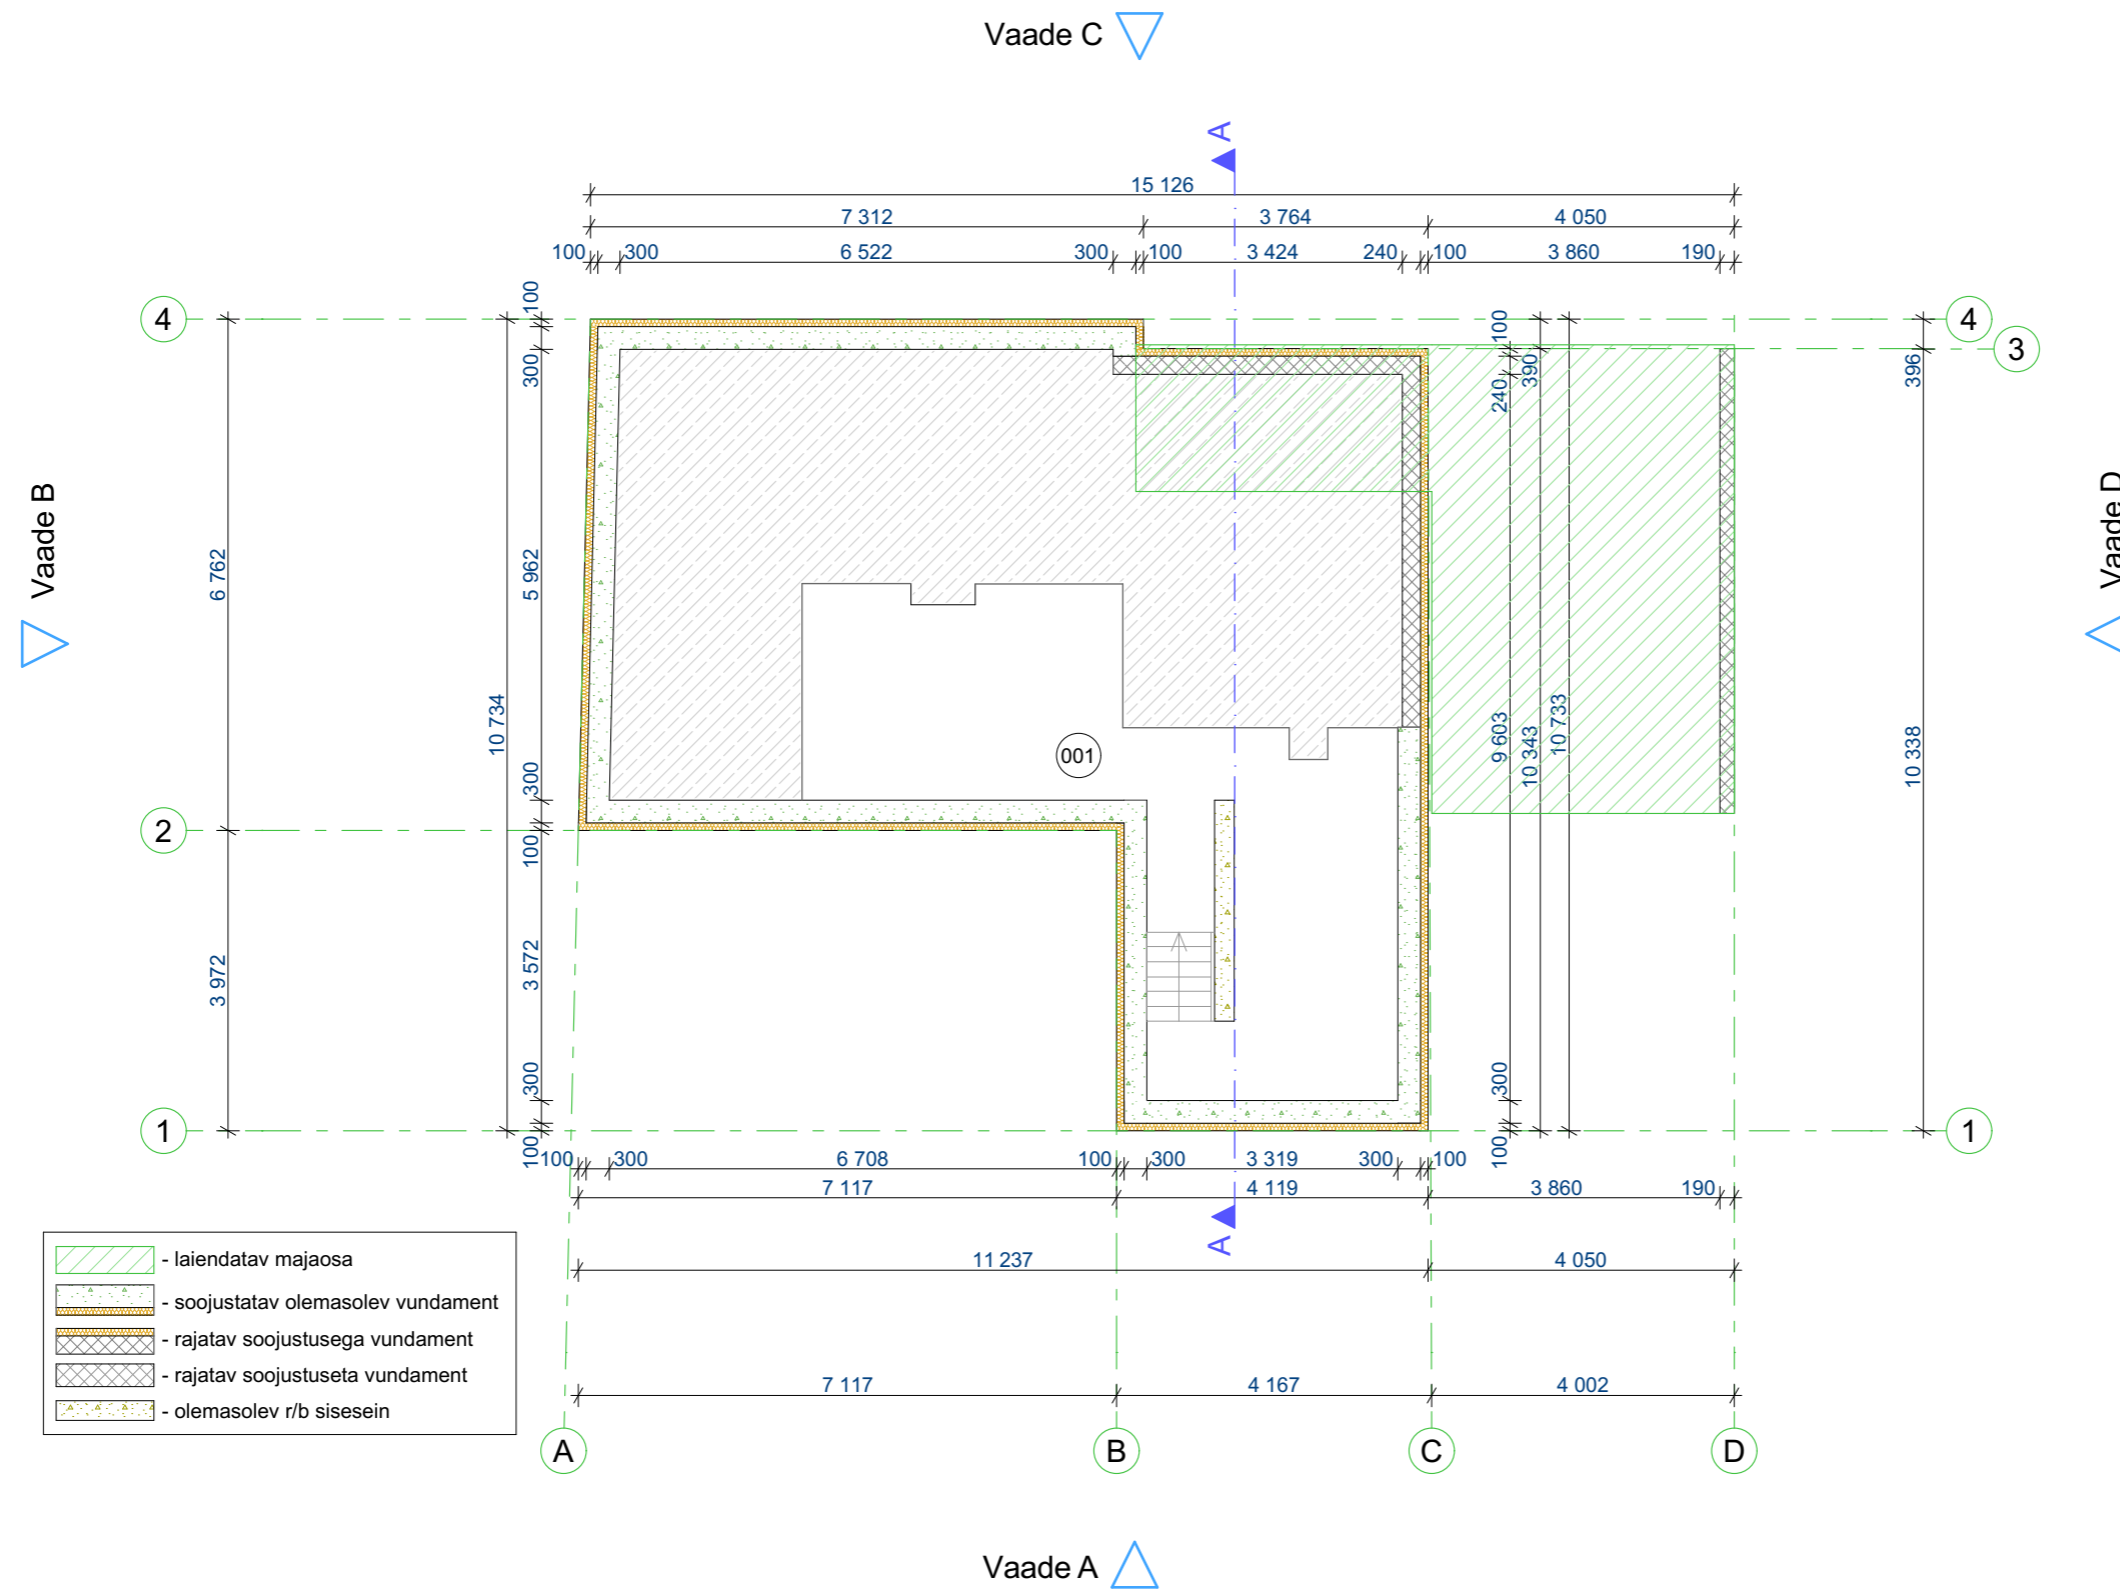 Vaade C
A
15 126
7 312 3 764 4 050
100 300 6 522 300 100 3 424 240 100 3 860 190
4 100 100 4
3
300 240 390 396
Vaade B
Vaade D
6 762 5 962
10 734 9 603 10 343 10 733 10 338
001
300
2
100
3 972 3 572
300 300
1 100 100 1
100 300 6 708 100 300 3 319 300 100
7 117 4 119 3 860 190
A
11 237 4 050
- laiendatav majaosa
- soojustatav olemasolev vundament
- rajatav soojustusega vundament
- rajatav soojustuseta vundament
- olemasolev r/b sisesein
7 117 4 167 4 002
A B C D
Vaade A